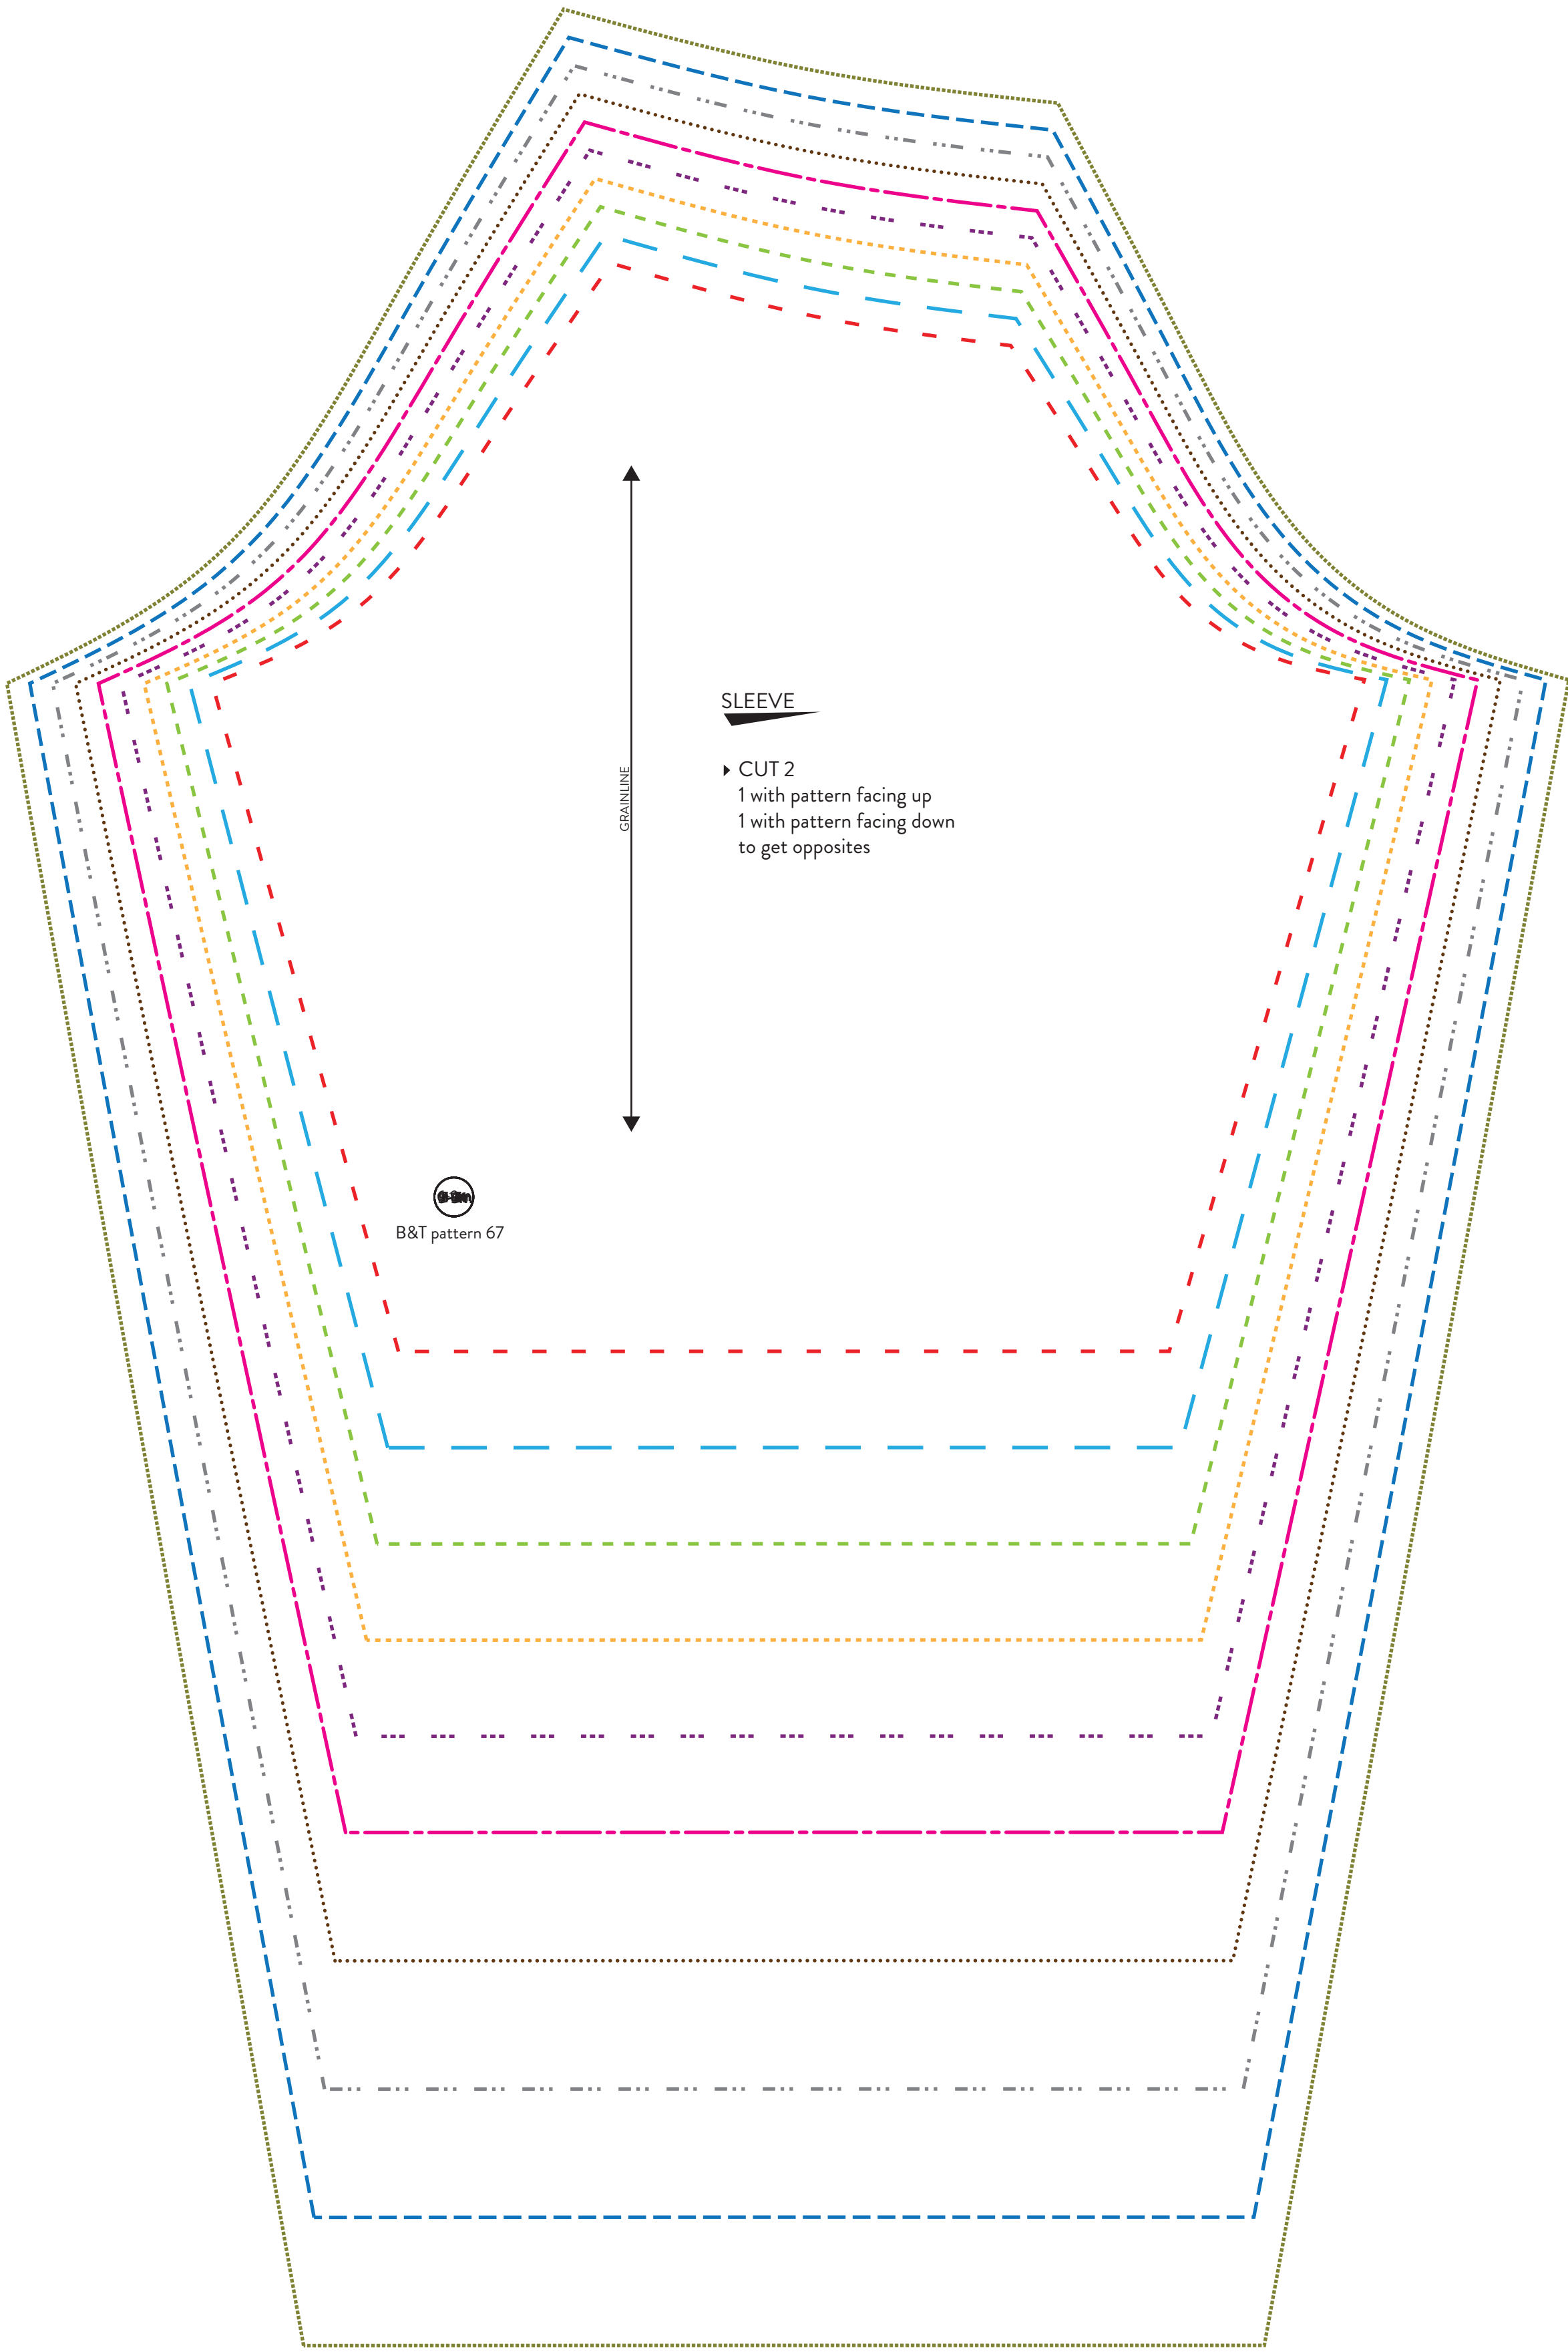 SLEEVE
CUT 2
1 with pattern facing up
1 with pattern facing down
to get opposites
GRAINLINE
B&T pattern 67